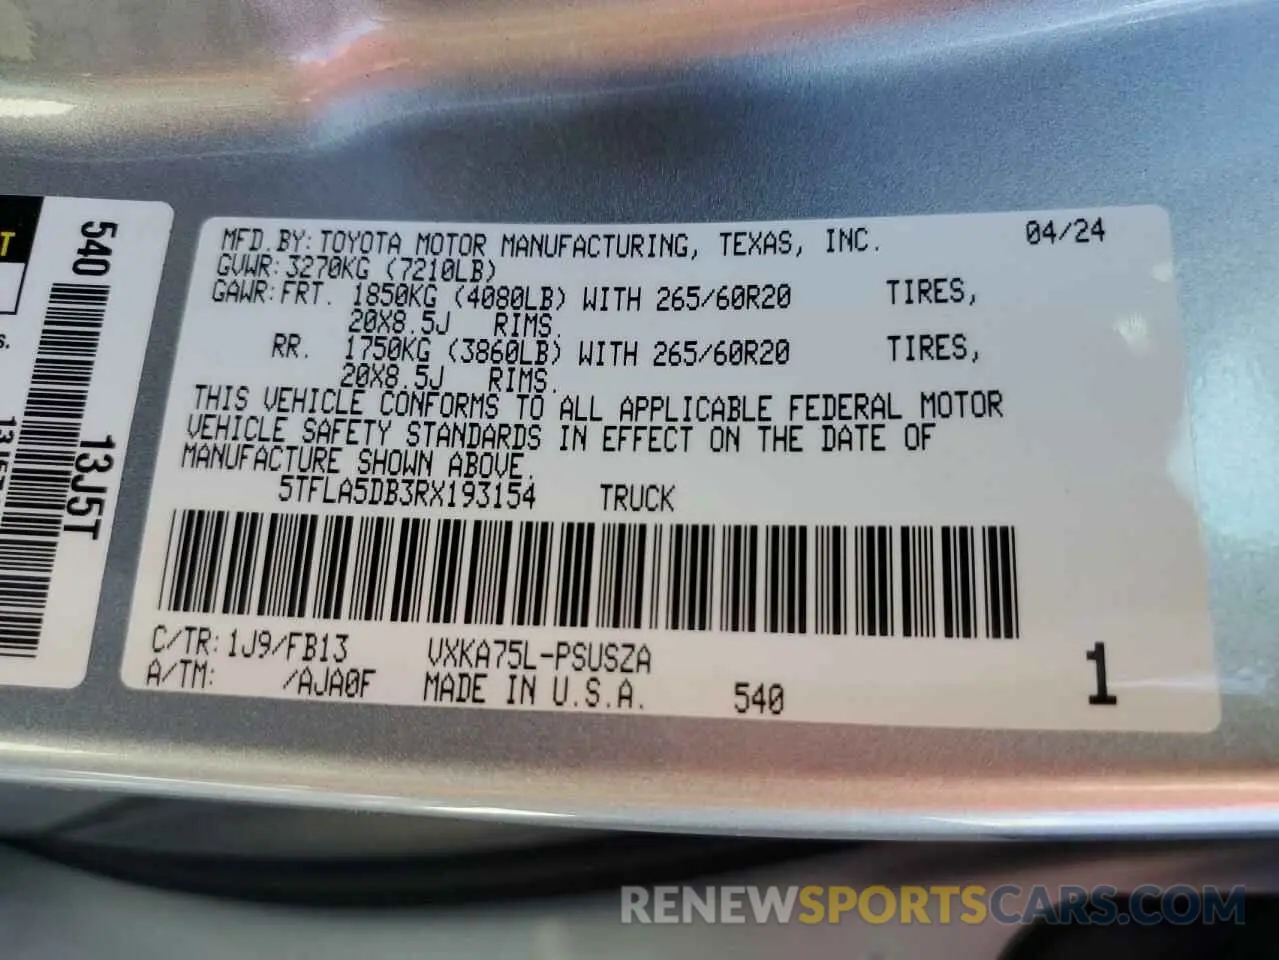 MFD. BY: TOYOTA MOTOR MANUFACTURING, TEXAS, INC. 04/24
GVWR: 3270KG (7210LB)
GAWR: FRT. 1850KG (4080LB) WITH 265/60R20 TIRES,
20X8.5J RIMS.
RR. 1750KG (3860LB) WITH 265/60R20 TIRES,
20X8.5J RIMS.
THIS VEHICLE CONFORMS TO ALL APPLICABLE FEDERAL MOTOR
VEHICLE SAFETY STANDARDS IN EFFECT ON THE DATE OF
MANUFACTURE SHOWN ABOVE.
5TFLA5DB3RX193154 TRUCK
C/TR: 1J9/FB13 VXKA75L-PSUSZA
A/TM: /AJA0F MADE IN U.S.A. 540
1
540
13J5T
RENEWSPORTSCARS.COM